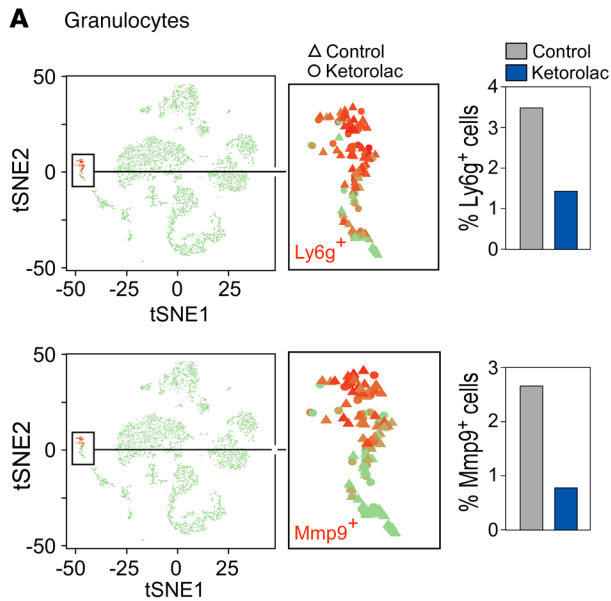 A Granulocytes
△ Control
○ Ketorolac
Control
Ketorolac
50
0
-50
tSNE2
-50 -25 0 25
tSNE1
Ly6g+
4
3
2
1
0
% Ly6g+ cells
50
0
-50
tSNE2
-50 -25 0 25
tSNE1
Mmp9+
3
2
1
0
% Mmp9+ cells